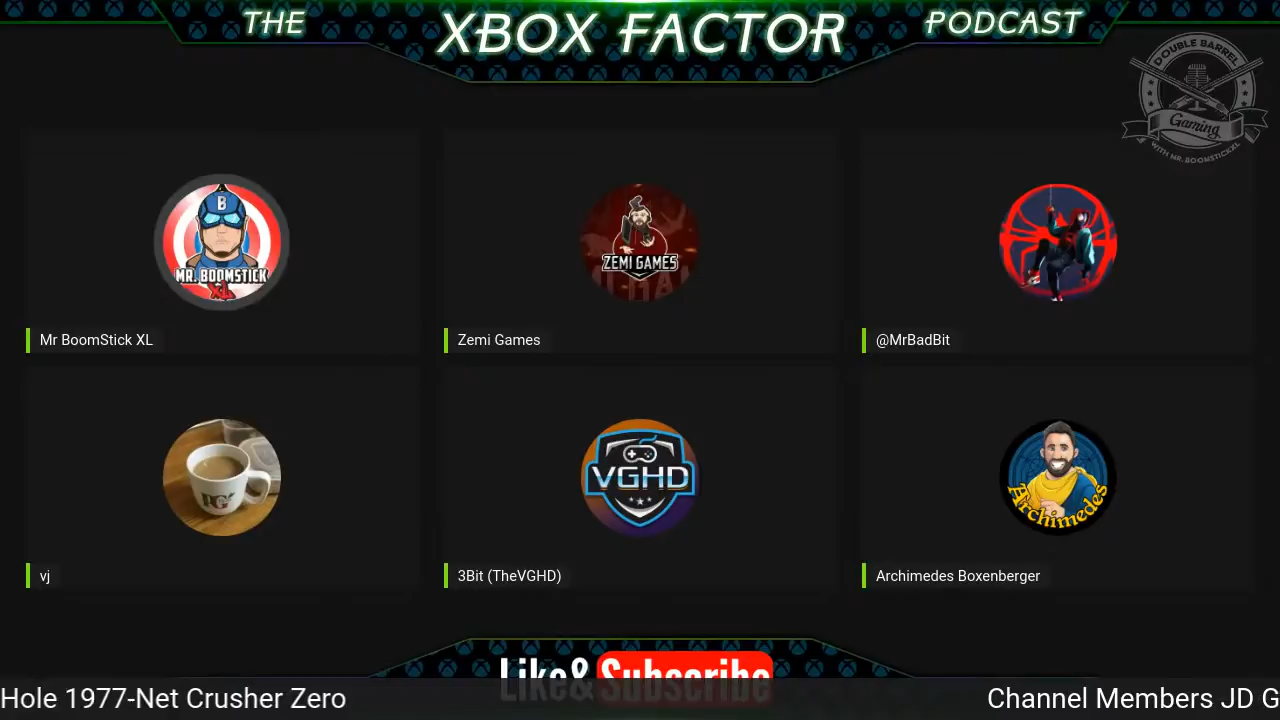 THE XBOX FACTOR PODCAST
DOUBLE BARREL
Gaming
WITH MR. BOOMSTICKXL
B
MR. BOOMSTICK
XL
Mr BoomStick XL
ZEMI GAMES
Zemi Games
@MrBadBit
PG
vj
VGHD
3Bit (TheVGHD)
Archimedes
Archimedes Boxenberger
Like& Subscribe
Hole 1977-Net Crusher Zero
Channel Members JD G